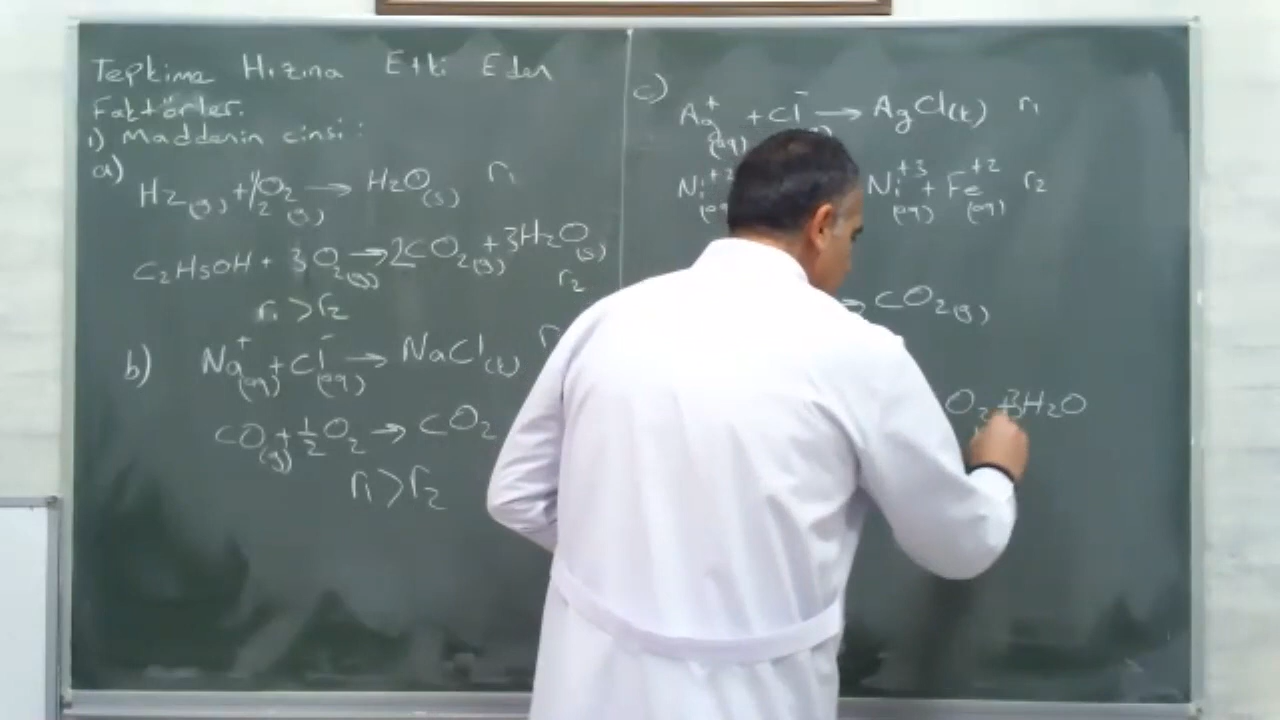 Tepkime Hızına Etki Eden
Faktörler.
1) Maddenin cinsi:
a)
H2(g) + 1/2 O2(g) → H2O(s) r1
C2H5OH + 3O2(g) → 2CO2(g) + 3H2O(s)
r2
r1 > r2
b) Na+(aq) + Cl-(aq) → NaCl(k)
CO(g) + 1/2 O2 → CO2
r1 > r2
c)
Ag+(aq) + Cl- → AgCl(k) r1
Ni+2 Ni+3(aq) + Fe+2(aq) r2
→ CO2(g)
O2 + 3H2O